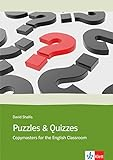 David Shallis
Puzzles & Quizzes
Copymasters for the English Classroom
Klett